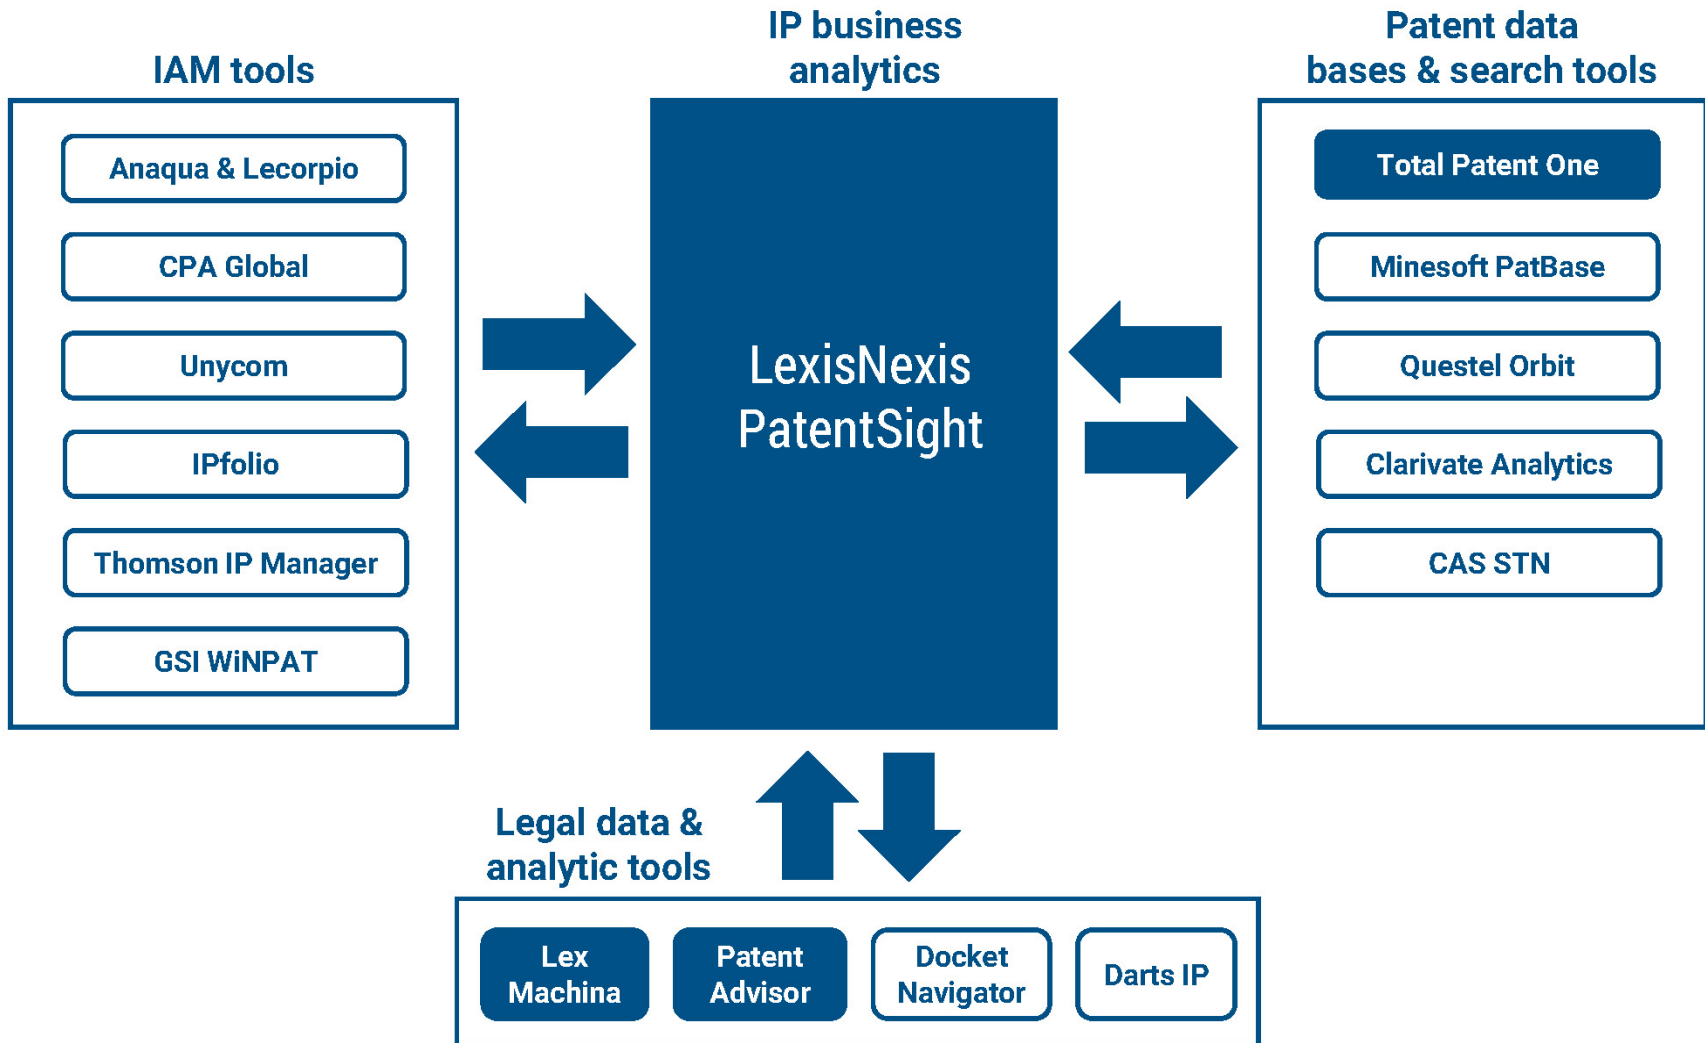 IAM tools
Anaqua & Lecorpio
CPA Global
Unycom
IPfolio
Thomson IP Manager
GSI WiNPAT
IP business
analytics
LexisNexis
PatentSight
Patent data
bases & search tools
Total Patent One
Minesoft PatBase
Questel Orbit
Clarivate Analytics
CAS STN
Legal data &
analytic tools
Lex
Machina
Patent
Advisor
Docket
Navigator
Darts IP